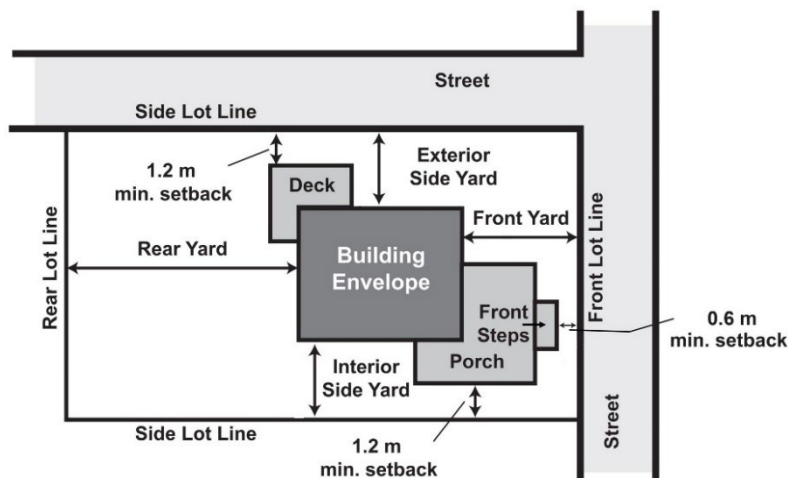 Street
Side Lot Line
1.2 m
min. setback
Deck
Exterior
Side Yard
Front Yard
Front Lot Line
Rear Lot Line
Rear Yard
Building
Envelope
Front
Steps
0.6 m
min. setback
Porch
Interior
Side Yard
Side Lot Line
1.2 m
min. setback
Street